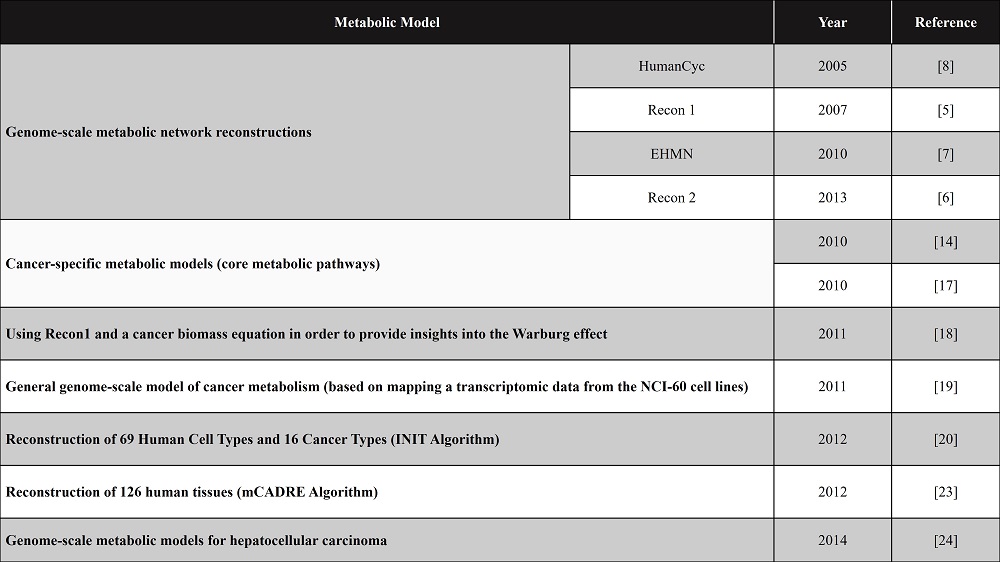 Metabolic Model Year Reference
Genome-scale metabolic network reconstructions
HumanCyc 2005 [8]
Recon 1 2007 [5]
EHMN 2010 [7]
Recon 2 2013 [6]
Cancer-specific metabolic models (core metabolic pathways)
2010 [14]
2010 [17]
Using Recon1 and a cancer biomass equation in order to provide insights into the Warburg effect 2011 [18]
General genome-scale model of cancer metabolism (based on mapping a transcriptomic data from the NCI-60 cell lines) 2011 [19]
Reconstruction of 69 Human Cell Types and 16 Cancer Types (INIT Algorithm) 2012 [20]
Reconstruction of 126 human tissues (mCADRE Algorithm) 2012 [23]
Genome-scale metabolic models for hepatocellular carcinoma 2014 [24]